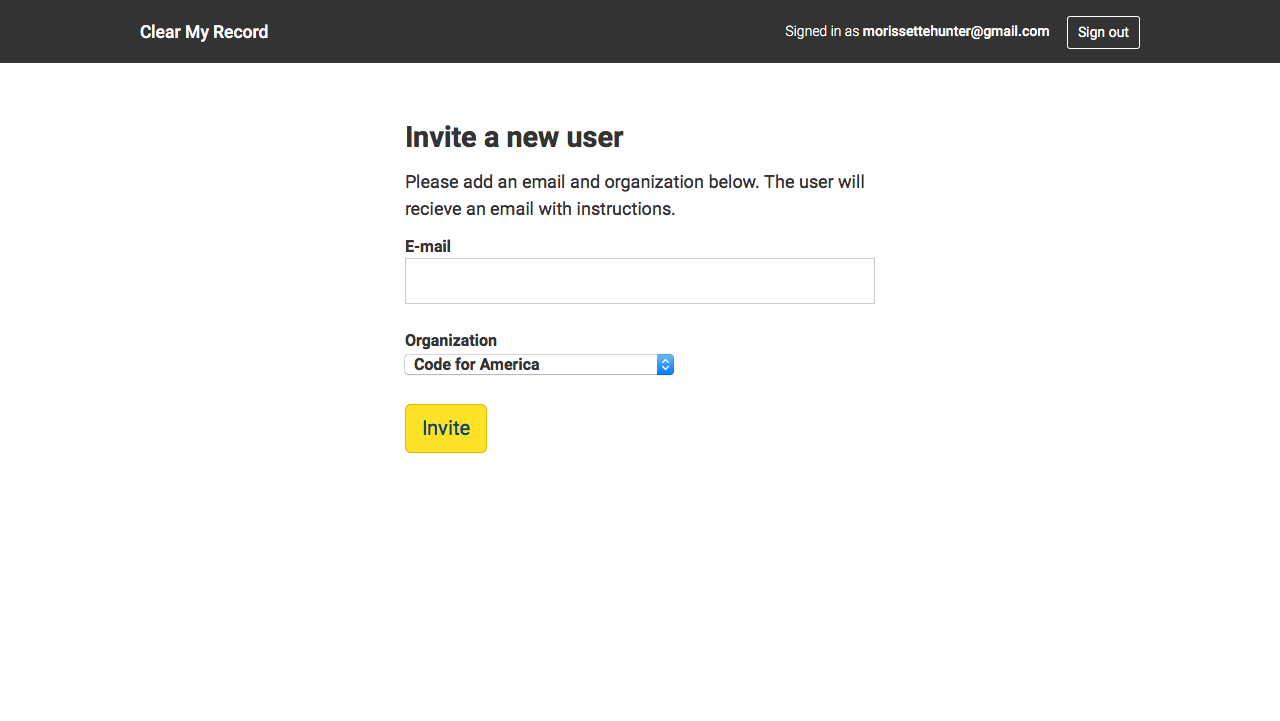 Clear My Record
Signed in as morissettehunter@gmail.com
Sign out
Invite a new user
Please add an email and organization below. The user will
recieve an email with instructions.
E-mail
Organization
Code for America
Invite